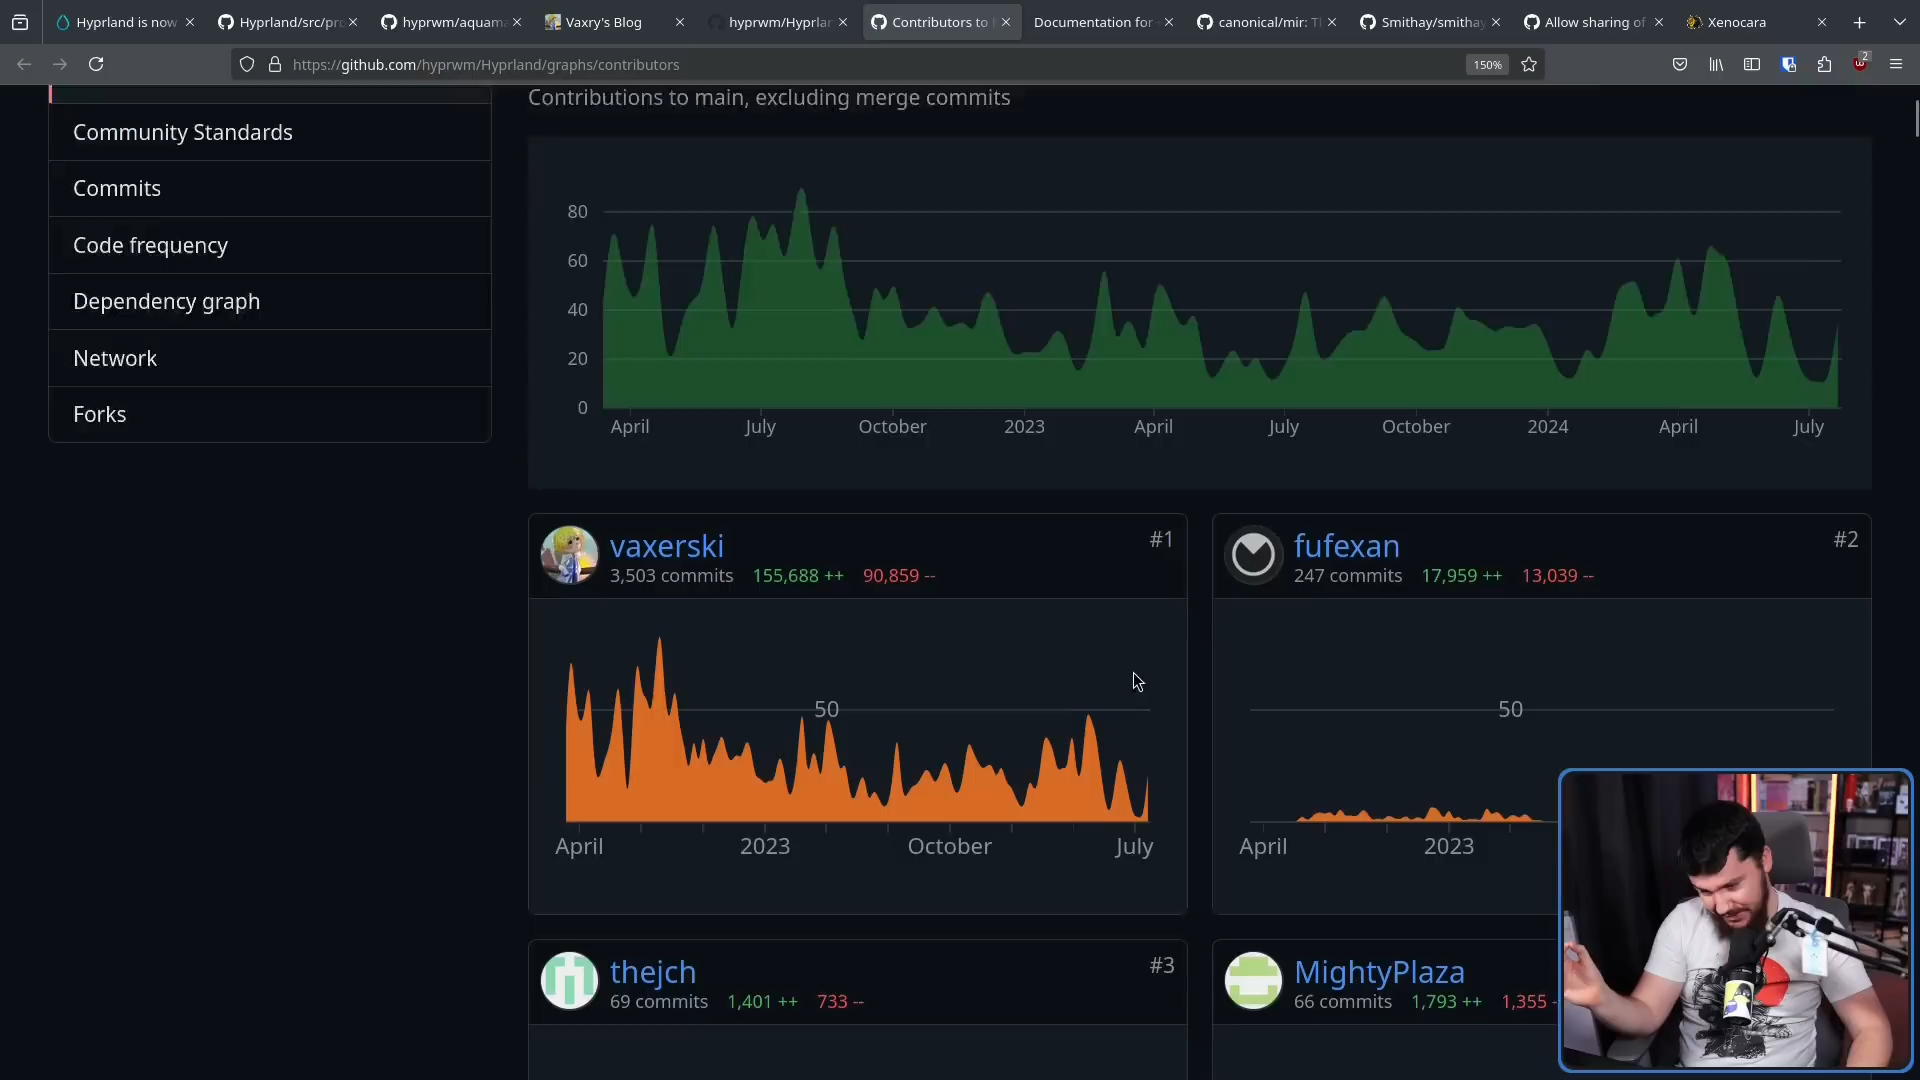 Hyprland is now
Hyprland/src/pro
hyprwm/aquama
Vaxry's Blog
hyprwm/Hyprlan
Contributors to
Documentation for
canonical/mir: T
Smithay/smithay
Allow sharing of
Xenocara
https://github.com/hyprwm/Hyprland/graphs/contributors
150%
2
Contributions to main, excluding merge commits
Community Standards
Commits
Code frequency
Dependency graph
Network
Forks
80
60
40
20
0
April July October 2023 April July October 2024 April July
vaxerski #1
3,503 commits 155,688 ++ 90,859 --
50
April 2023 October July
fufexan #2
247 commits 17,959 ++ 13,039 --
50
April 2023
thejch #3
69 commits 1,401 ++ 733 --
MightyPlaza
66 commits 1,793 ++ 1,355 -